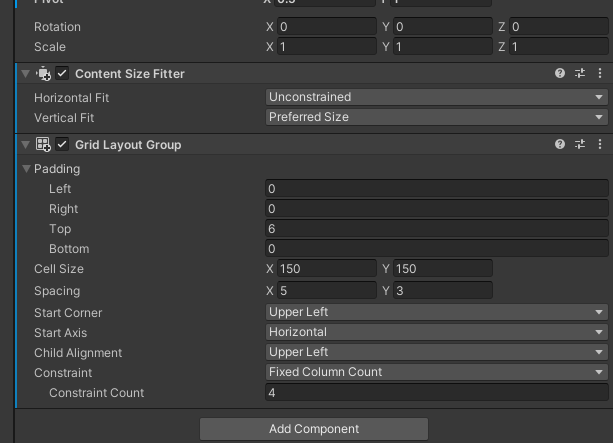 Pivot X 0.5 Y 1
Rotation X 0 Y 0 Z 0
Scale X 1 Y 1 Z 1
Content Size Fitter
Horizontal Fit Unconstrained
Vertical Fit Preferred Size
Grid Layout Group
Padding
Left 0
Right 0
Top 6
Bottom 0
Cell Size X 150 Y 150
Spacing X 5 Y 3
Start Corner Upper Left
Start Axis Horizontal
Child Alignment Upper Left
Constraint Fixed Column Count
Constraint Count 4
Add Component